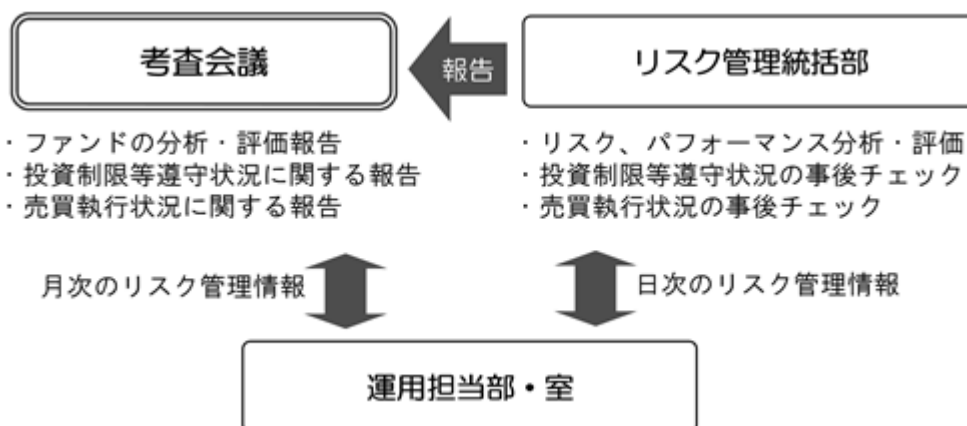 考査会議
報告
リスク管理統括部
・ファンドの分析・評価報告
・投資制限等遵守状況に関する報告
・売買執行状況に関する報告
・リスク、パフォーマンス分析・評価
・投資制限等遵守状況の事後チェック
・売買執行状況の事後チェック
月次のリスク管理情報
日次のリスク管理情報
運用担当部・室